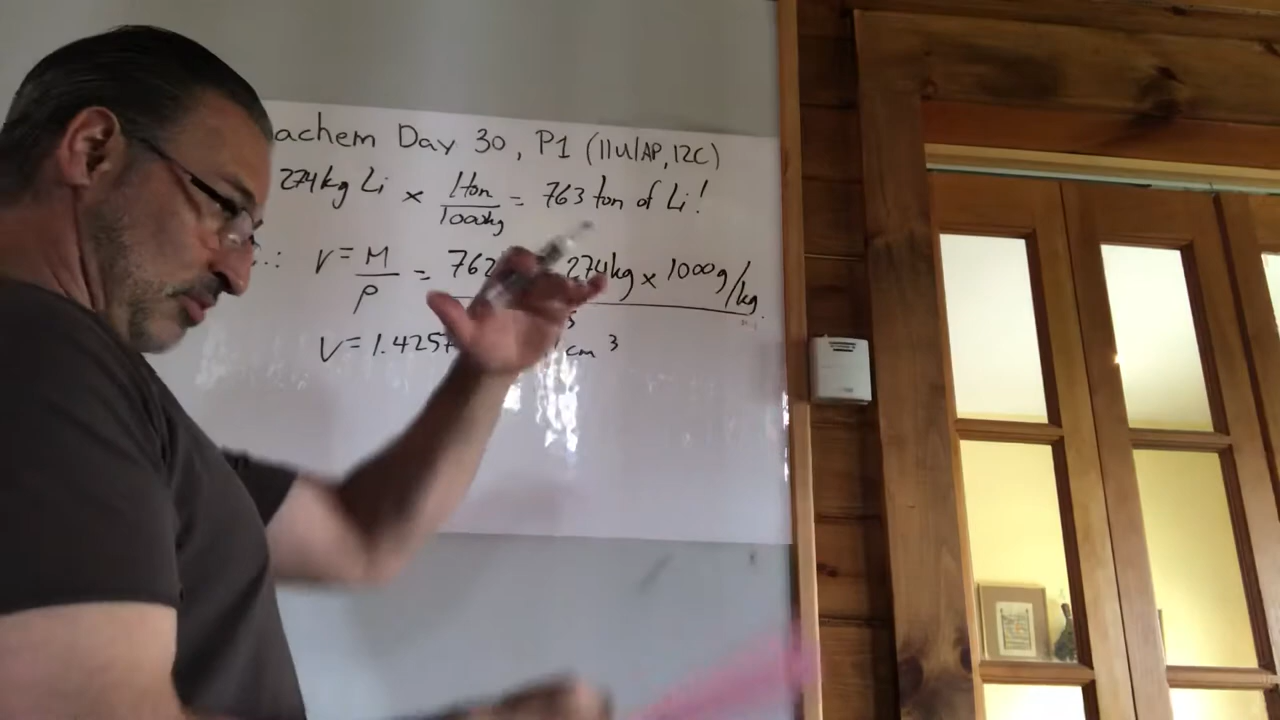 achem Day 30, P1 (11U/AP, 12C)
274kg Li × 1ton/1000kg = 763 ton of Li!
∴ V = M/ρ = 762 274kg × 1000g/kg
V = 1.4257 cm³